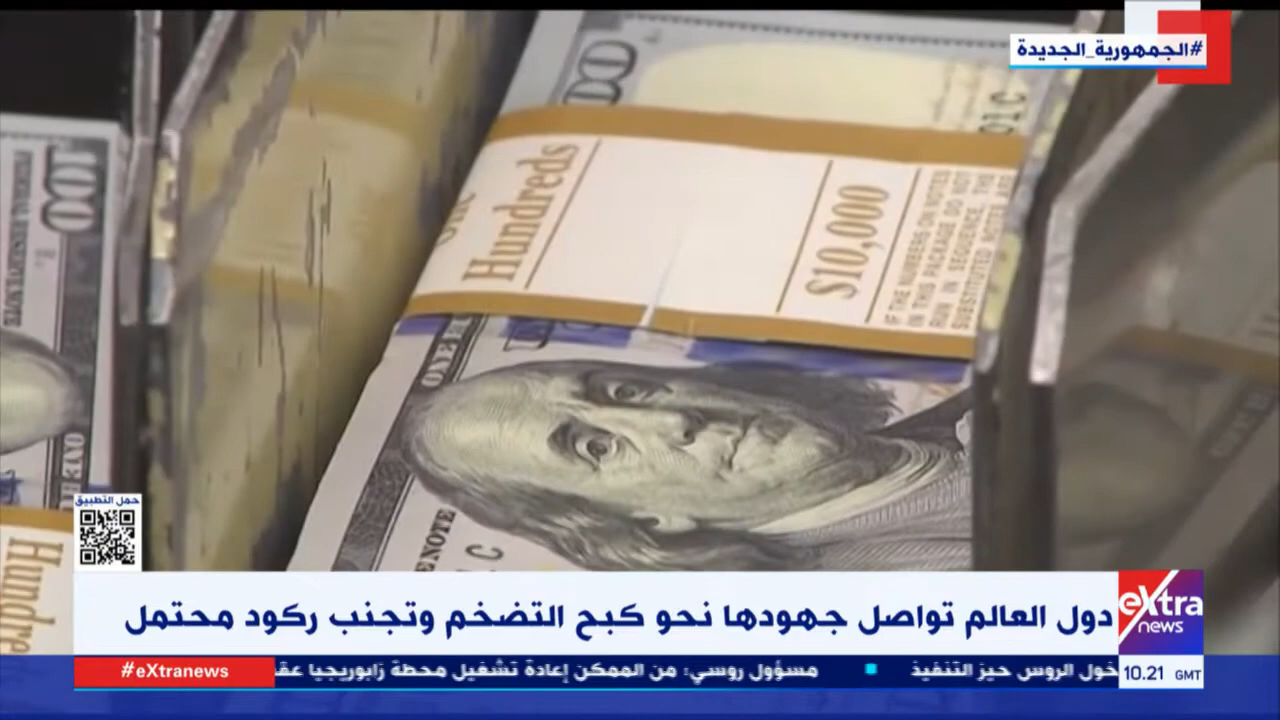 #الجمهورية_الجديدة
100
Hundreds
$10,000
IF THE NUMBERS ON NOTES
IN THIS PACKAGE DO NOT
RUN IN SEQUENCE, THE
SUBSTITUTED NOTES ARE
ONE
حمل التطبيق
دول العالم تواصل جهودها نحو كبح التضخم وتجنب ركود محتمل
eXtra
news
#eXtranews
خول الروس حيز التنفيذ
مسؤول روسي: من الممكن إعادة تشغيل محطة زابوريجيا عقد
10.21 GMT